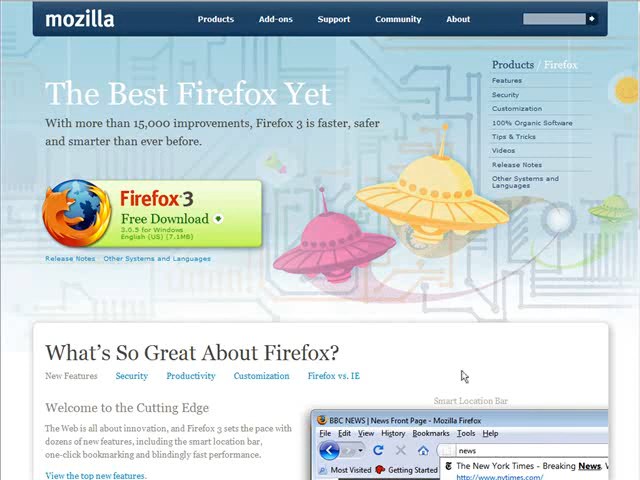 mozilla
Products Add-ons Support Community About
Products / Firefox
Features
Security
Customization
100% Organic Software
Tips & Tricks
Videos
Release Notes
Other Systems and
Languages
The Best Firefox Yet
With more than 15,000 improvements, Firefox 3 is faster, safer
and smarter than ever before.
Firefox 3
Free Download
3.0.5 for Windows
English (US) (7.1MB)
Release Notes · Other Systems and Languages
What's So Great About Firefox?
New Features Security Productivity Customization Firefox vs. IE
Welcome to the Cutting Edge
The Web is all about innovation, and Firefox 3 sets the pace with
dozens of new features, including the smart location bar,
one-click bookmarking and blindingly fast performance.
View the top new features.
Smart Location Bar
BBC NEWS | News Front Page - Mozilla Firefox
File Edit View History Bookmarks Tools Help
news
Most Visited Getting Started
The New York Times - Breaking News, W
http://www.nytimes.com/